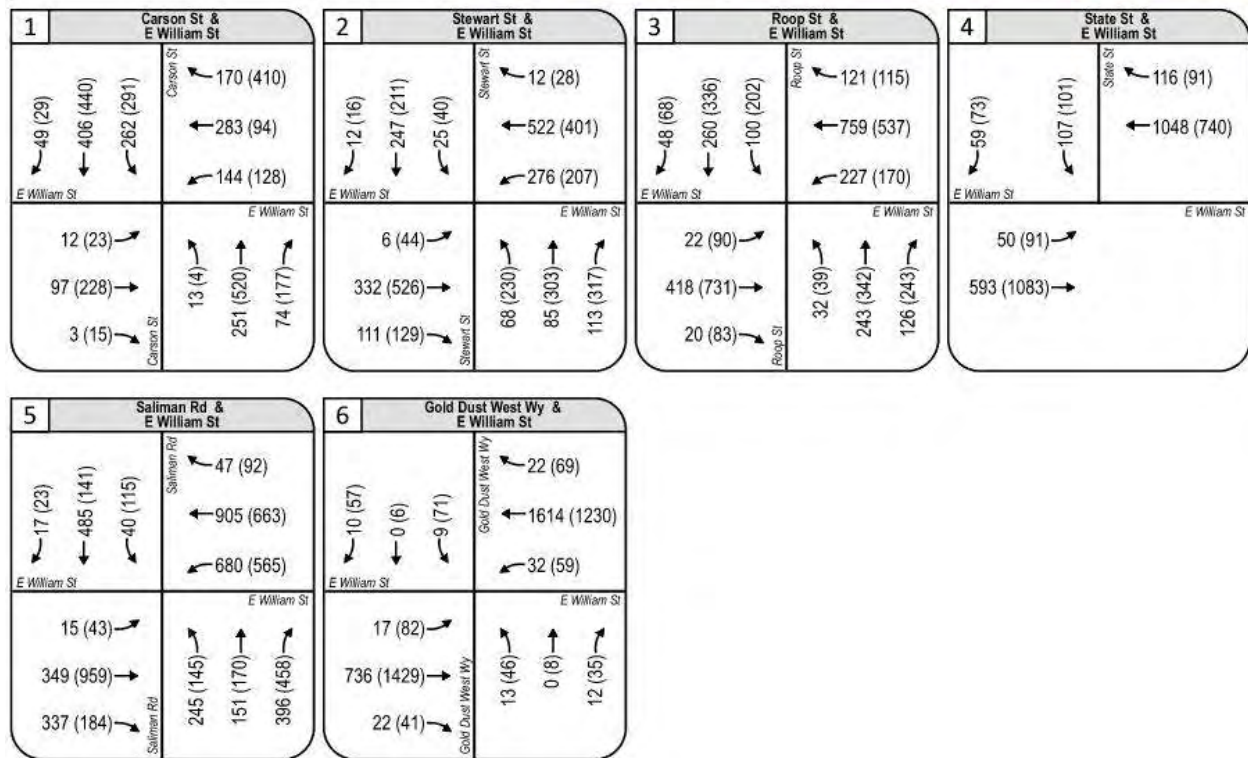 1
Carson St &
E William St
Carson St
49 (29)
406 (440)
262 (291)
170 (410)
283 (94)
144 (128)
E William St
E William St
12 (23)
97 (228)
3 (15)
Carson St
13 (4)
251 (520)
74 (177)
2
Stewart St &
E William St
Stewart St
12 (16)
247 (211)
25 (40)
12 (28)
522 (401)
276 (207)
E William St
E William St
6 (44)
332 (526)
111 (129)
Stewart St
68 (230)
85 (303)
113 (317)
3
Roop St &
E William St
Roop St
48 (68)
260 (336)
100 (202)
121 (115)
759 (537)
227 (170)
E William St
E William St
22 (90)
418 (731)
20 (83)
Roop St
32 (39)
243 (342)
126 (243)
4
State St &
E William St
State St
59 (73)
107 (101)
116 (91)
1048 (740)
E William St
E William St
50 (91)
593 (1083)
5
Saliman Rd &
E William St
Saliman Rd
17 (23)
485 (141)
40 (115)
47 (92)
905 (663)
680 (565)
E William St
E William St
15 (43)
349 (959)
337 (184)
Saliman Rd
245 (145)
151 (170)
396 (458)
6
Gold Dust West Wy &
E William St
Gold Dust West Wy
10 (57)
0 (6)
9 (71)
22 (69)
1614 (1230)
32 (59)
E William St
E William St
17 (82)
736 (1429)
22 (41)
Gold Dust West Wy
13 (46)
0 (8)
12 (35)